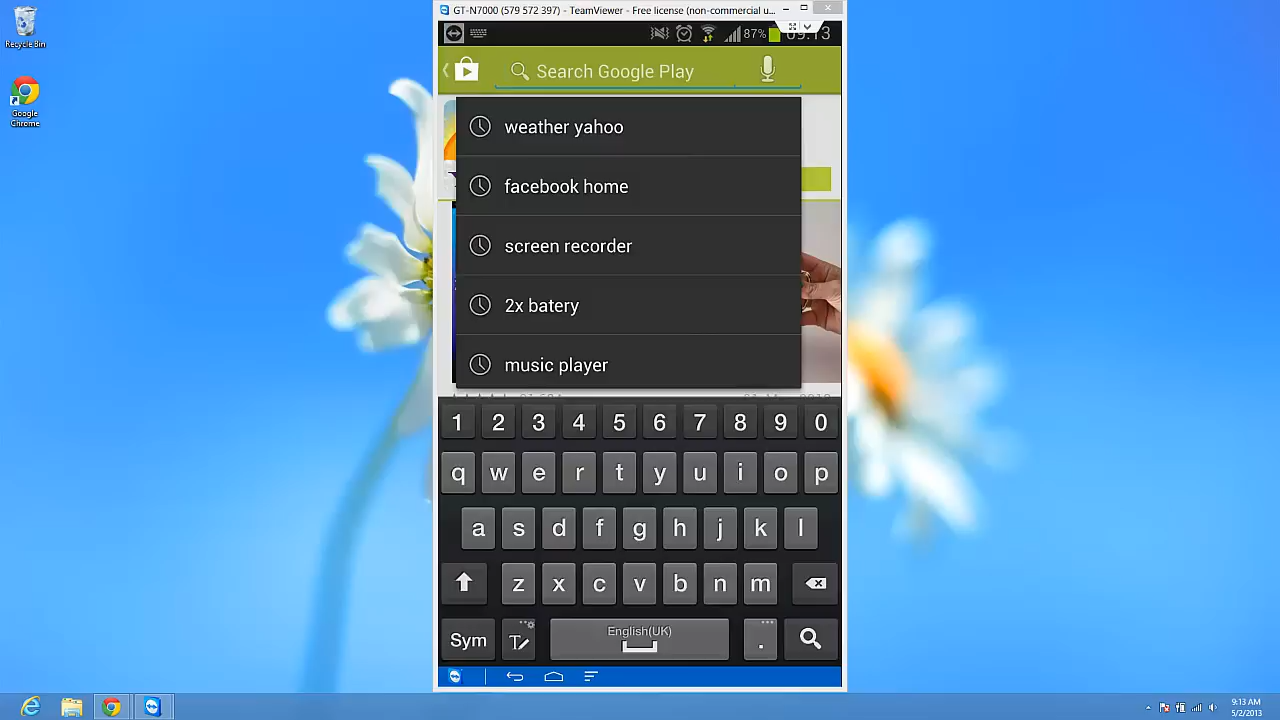 GT-N7000 (579 572 397) - TeamViewer - Free license (non-commercial u...
Recycle Bin
Google Chrome
87%
09:13
Search Google Play
weather yahoo
facebook home
screen recorder
2x batery
music player
1 2 3 4 5 6 7 8 9 0
q w e r t y u i o p
a s d f g h j k l
z x c v b n m
English(UK)
Sym .
9:13 AM
5/2/2013